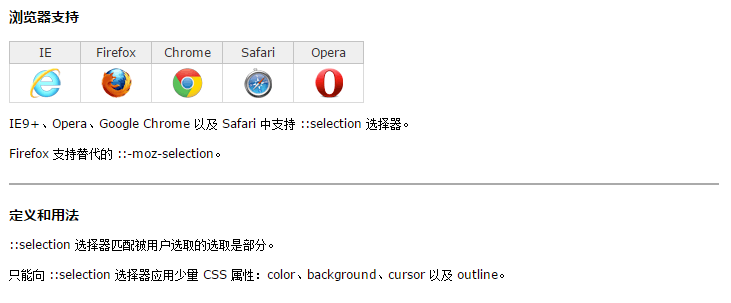 浏览器支持
IE Firefox Chrome Safari Opera
IE9+、Opera、Google Chrome 以及 Safari 中支持 ::selection 选择器。
Firefox 支持替代的 ::-moz-selection。
定义和用法
::selection 选择器匹配被用户选取的选取是部分。
只能向 ::selection 选择器应用少量 CSS 属性：color、background、cursor 以及 outline。